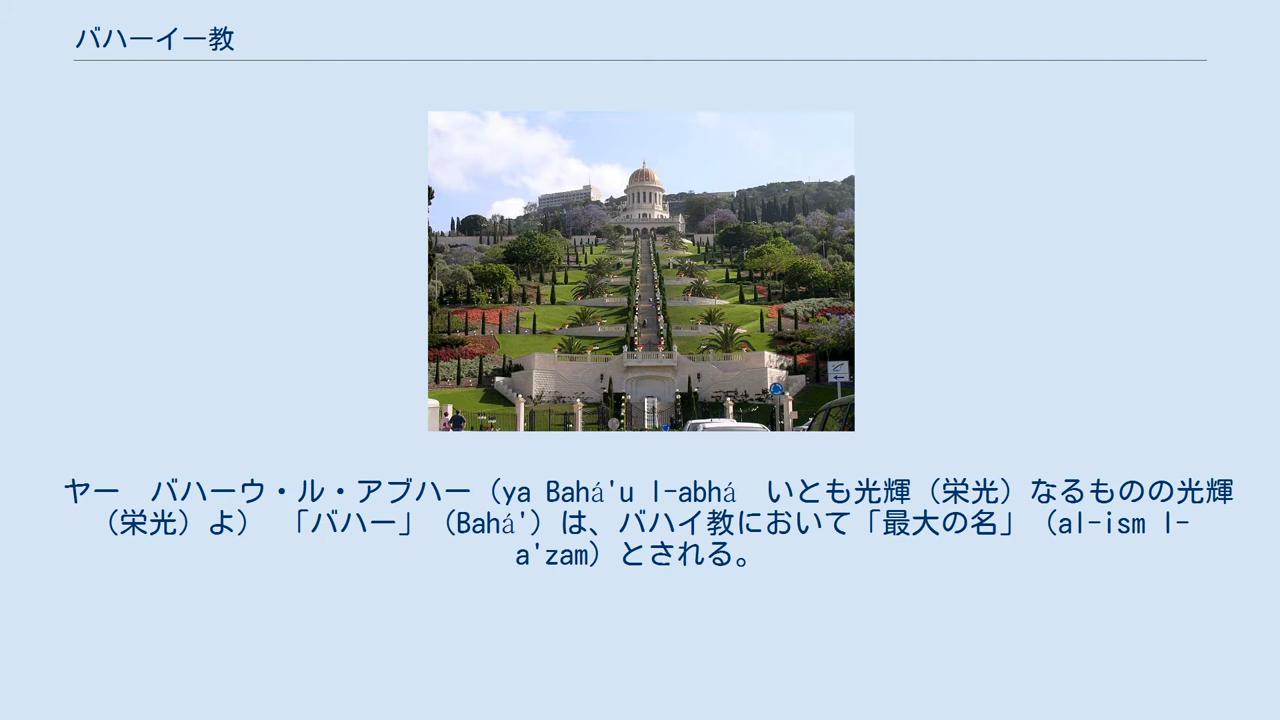 バハーイー教
ヤー　バハーウ・ル・アブハー（ya Bahá'u l-abhá　いとも光輝（栄光）なるものの光輝
（栄光）よ）　「バハー」（Bahá'）は、バハイ教において「最大の名」（al-ism l-
a'zam）とされる。